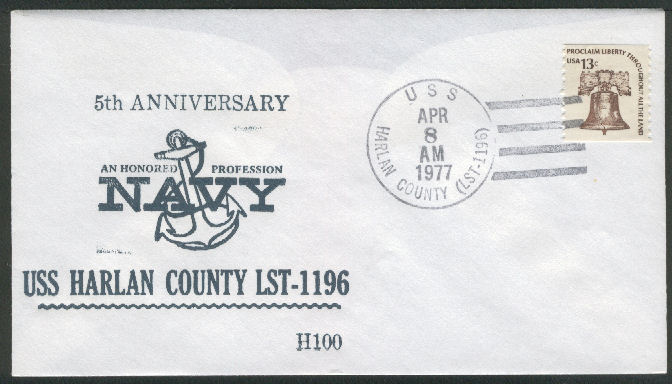 5th ANNIVERSARY
AN HONORED PROFESSION
NAVY
USS HARLAN COUNTY LST-1196
H100
USS
APR
8
AM
1977
HARLAN COUNTY (LST-1196)
PROCLAIM LIBERTY THROUGHOUT ALL THE LAND
USA 13c